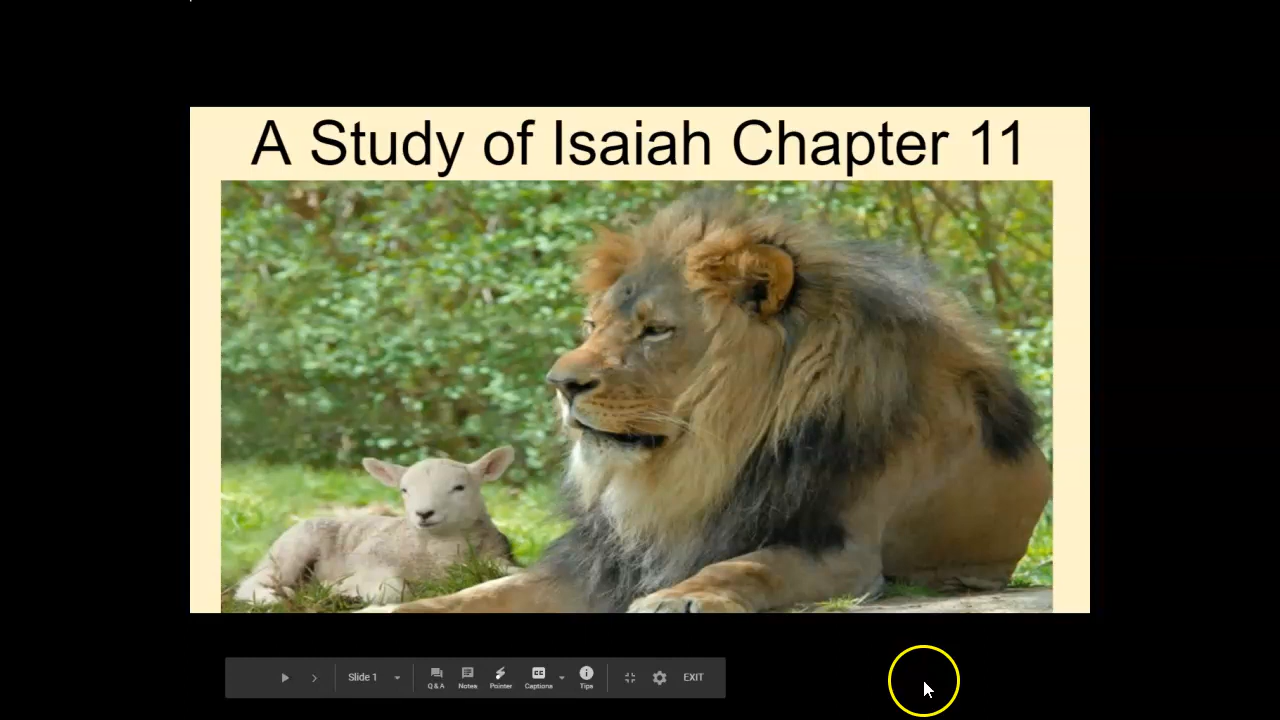 A Study of Isaiah Chapter 11
Slide 1
Q & A
Notes
Pointer
Captions
Tips
EXIT